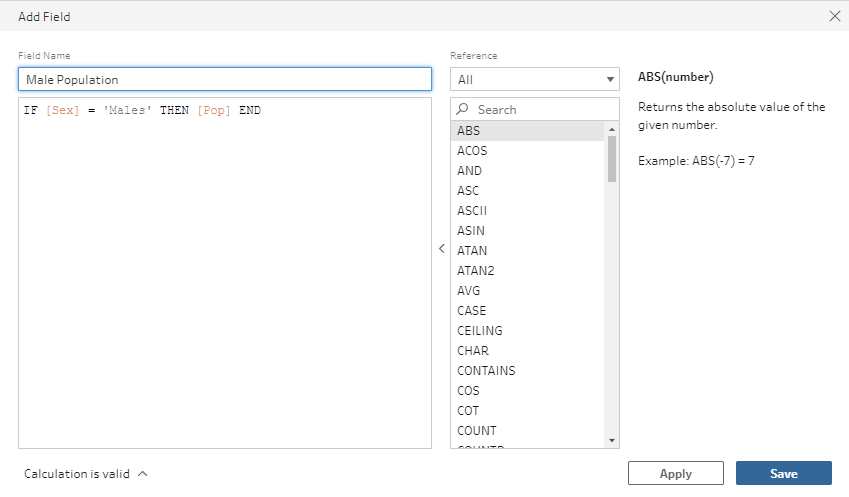 Add Field
Field Name
Male Population
IF [Sex] = 'Males' THEN [Pop] END
Reference
All
Search
ABS
ACOS
AND
ASC
ASCII
ASIN
ATAN
ATAN2
AVG
CASE
CEILING
CHAR
CONTAINS
COS
COT
COUNT
ABS(number)
Returns the absolute value of the
given number.
Example: ABS(-7) = 7
Calculation is valid
Apply
Save